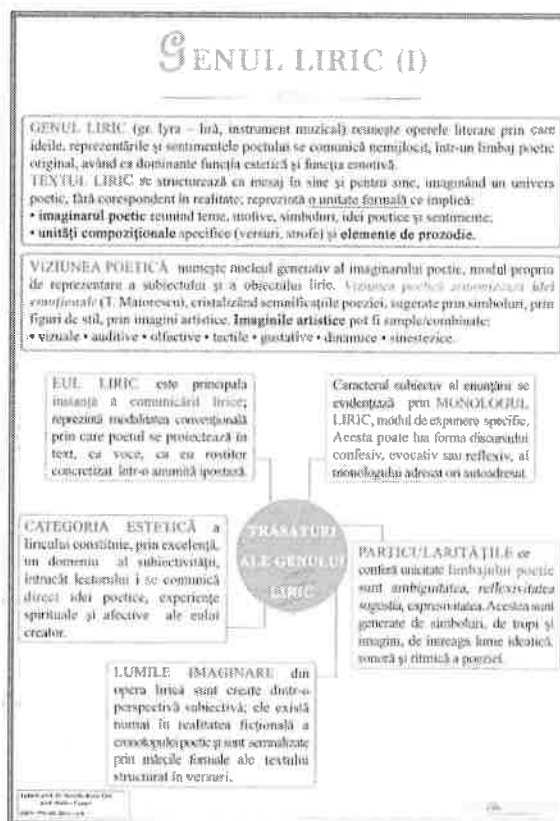 GENUL LIRIC (I)
GENUL LIRIC (gr. lyra – liră, instrument muzical) reunește operele literare prin care
ideile, reprezentările și sentimentele poetului se comunică nemijlocit, într-un limbaj poetic
original, având ca dominante funcția estetică și funcția emotivă.
TEXTUL LIRIC se structurează ca mesaj în sine și pentru sine, imaginând un univers
poetic, fără corespondent în realitate; reprezintă o unitate formală ce implică:
• imaginarul poetic reunind teme, motive, simboluri, idei poetice și sentimente;
• unități compoziționale specifice (versuri, strofe) și elemente de prozodie.
VIZIUNEA POETICĂ numește nucleul generativ al imaginarului poetic, modul propriu
de reprezentare a subiectului și a obiectului liric. Viziunea poetică armonizează idei
emoționale (T. Maiorescu), cristalizând semnificațiile poeziei, sugerate prin simboluri, prin
figuri de stil, prin imagini artistice. Imaginile artistice pot fi simple/combinate:
• vizuale • auditive • olfactive • tactile • gustative • dinamice • sinestezice.
EUL LIRIC este principala
instanță a comunicării lirice;
reprezintă modalitatea convențională
prin care poetul se proiectează în
text, ca voce, ca eu rostitor
concretizat într-o anumită ipostază.
Caracterul subiectiv al enunțării se
evidențiază prin MONOLOGUL
LIRIC, modul de expunere specific.
Acesta poate lua forma discursului
confesiv, evocativ sau reflexiv, al
monologului adresat ori autoadresat.
TRĂSĂTURI
ALE GENULUI
LIRIC
CATEGORIA ESTETICĂ a
liricului constituie, prin excelență,
un domeniu al subiectivității,
întrucât lectorului i se comunică
direct idei poetice, experiențe
spirituale și afective ale eului
creator.
PARTICULARITĂȚILE ce
conferă unicitate limbajului poetic
sunt ambiguitatea, reflexivitatea
sugestia, expresivitatea. Acestea sunt
generate de simboluri, de tropi și
imagini, de întreaga lume ideatică,
sonoră și ritmică a poeziei.
LUMILE IMAGINARE din
opera lirică sunt create dintr-o
perspectivă subiectivă; ele există
numai în realitatea ficțională a
cronotopului poetic și sunt semnalizate
prin mărcile formale ale textului
structurat în versuri.